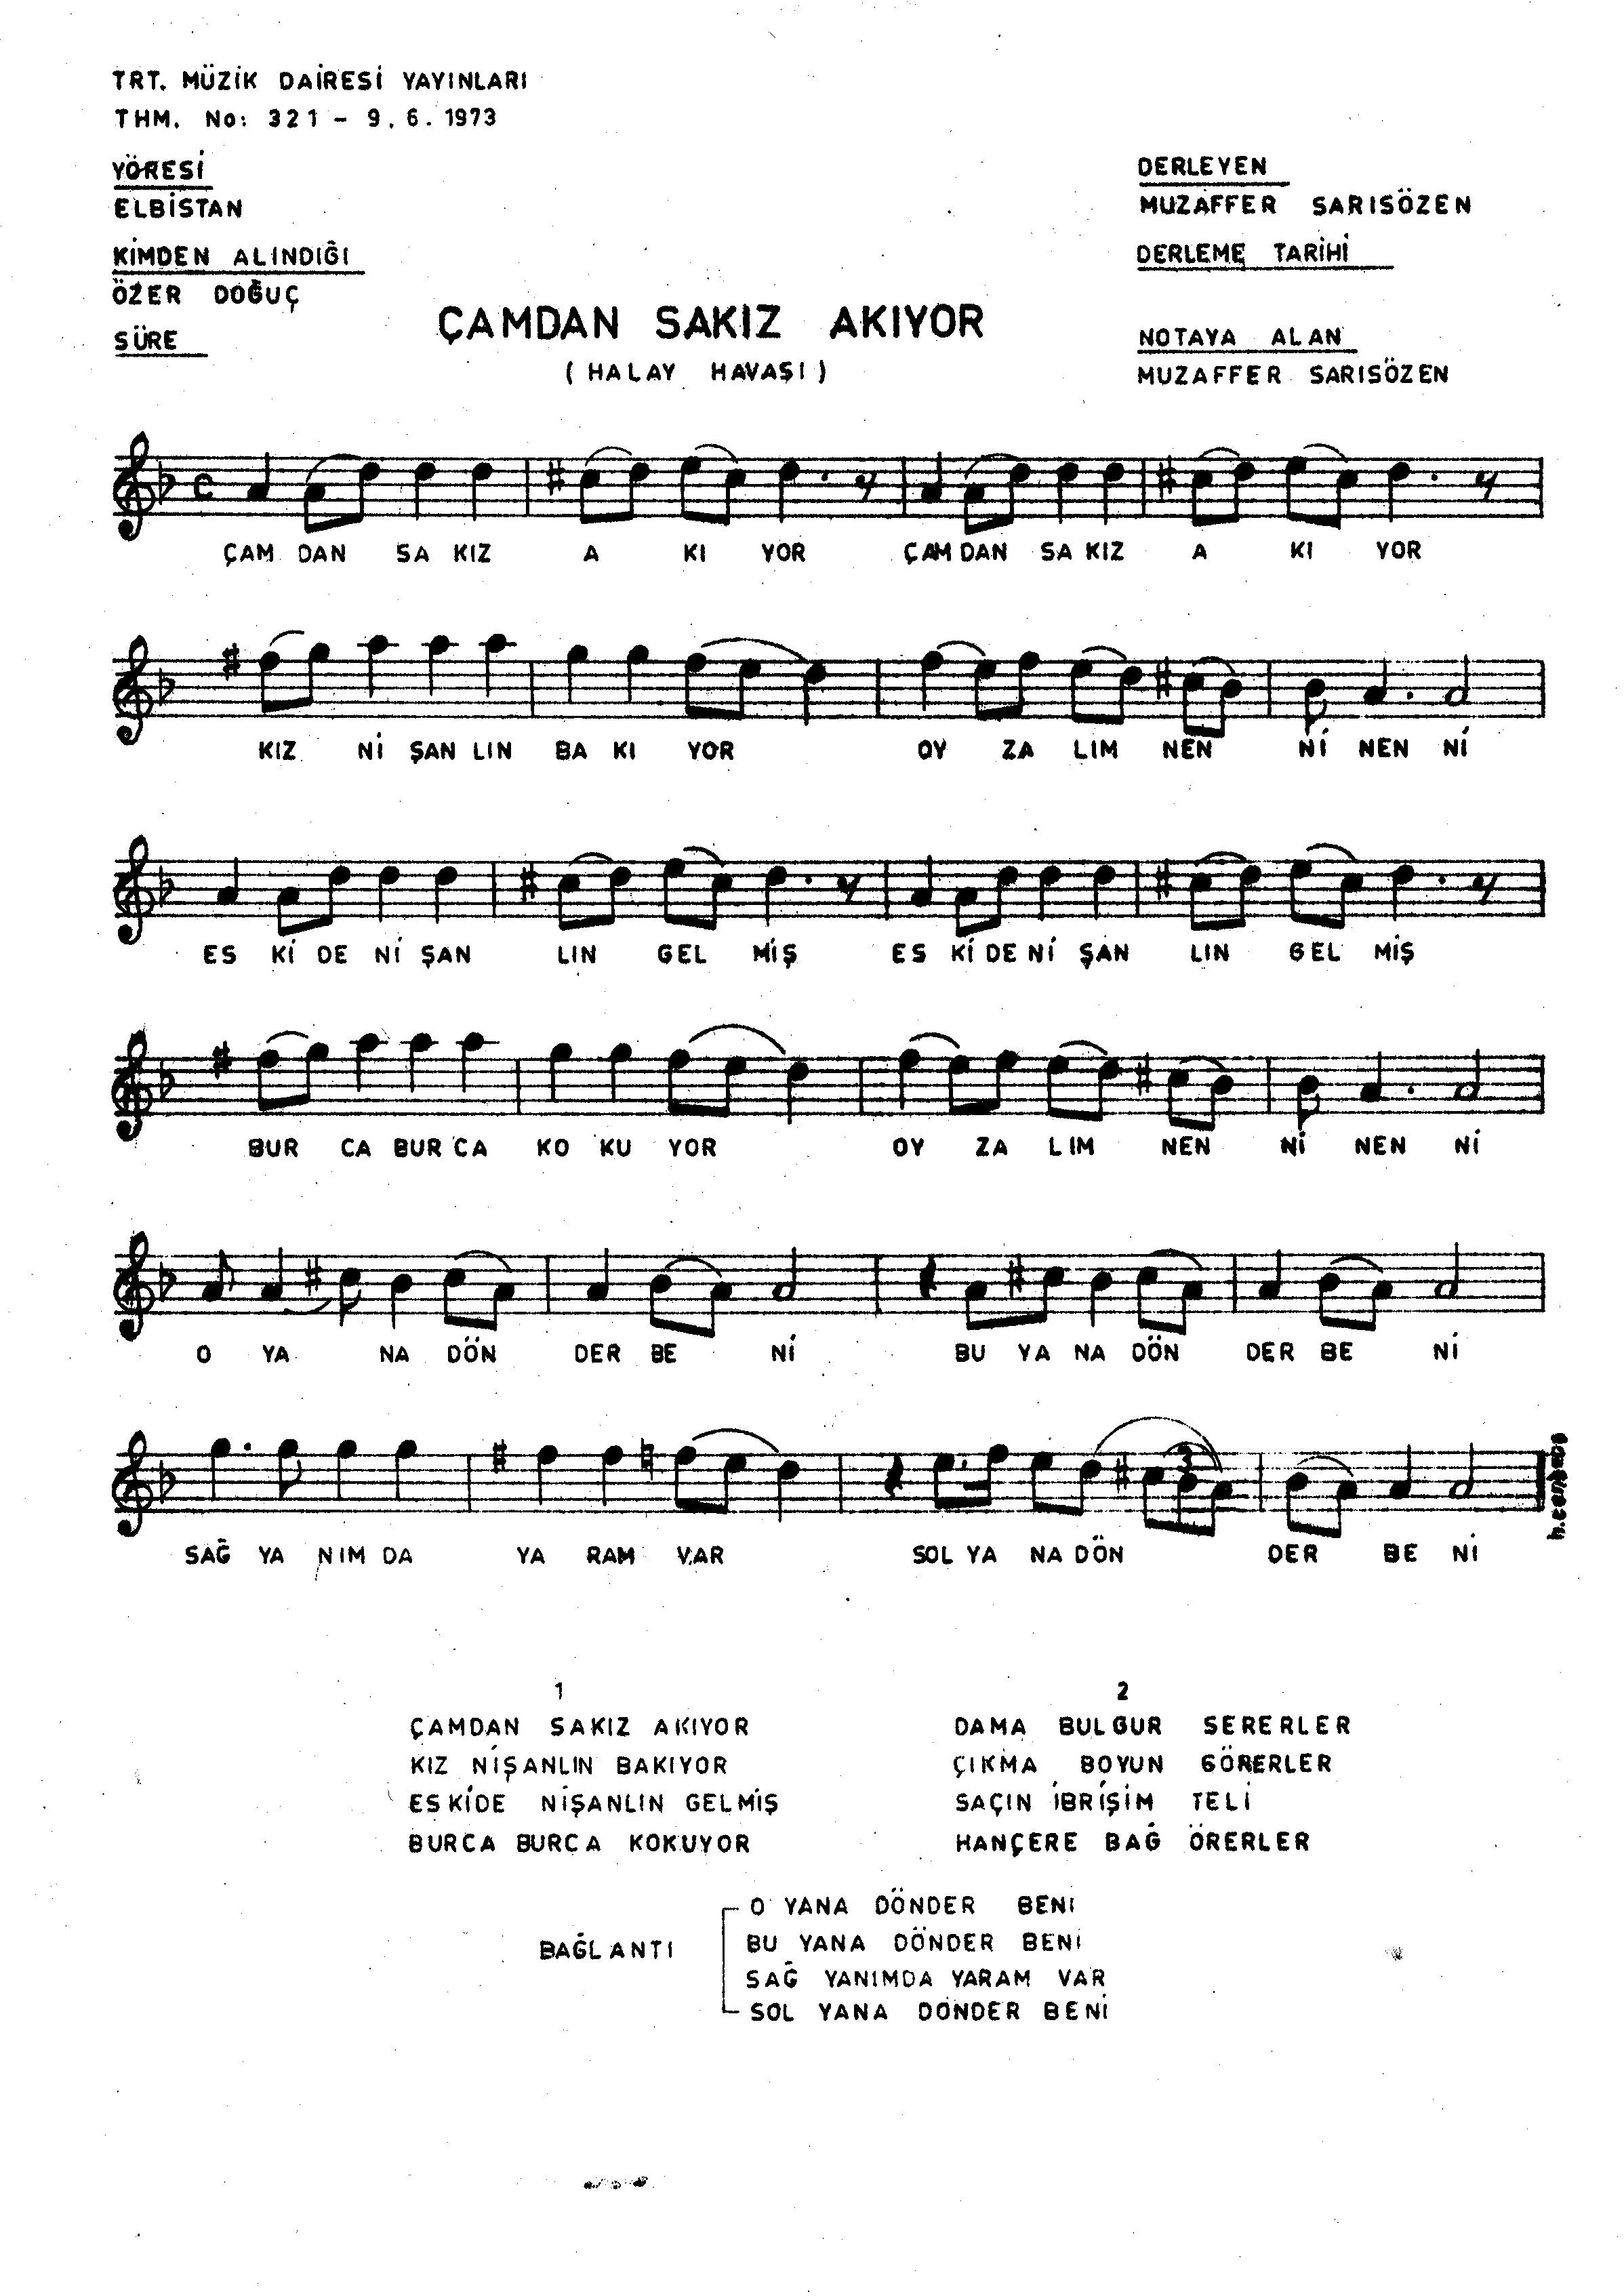 TRT. MÜZİK DAİRESİ YAYINLARI
THM. No: 321 - 9.6.1973
YÖRESİ
ELBİSTAN
KİMDEN ALINDIĞI
ÖZER DOĞUÇ
SÜRE
DERLEYEN
MUZAFFER SARISÖZEN
DERLEME TARİHİ
NOTAYA ALAN
MUZAFFER SARISÖZEN
ÇAMDAN SAKIZ AKIYOR
( HALAY HAVASI )
ÇAM DAN SA KIZ A KI YOR ÇAM DAN SA KIZ A KI YOR
KIZ Nİ ŞAN LIN BA KI YOR OY ZA LIM NEN Nİ NEN Nİ
ES Kİ DE Nİ ŞAN LIN GEL MİŞ ES Kİ DE Nİ ŞAN LIN GEL MİŞ
BUR CA BUR CA KO KU YOR OY ZA LIM NEN Nİ NEN Nİ
O YA NA DÖN DER BE Nİ BU YA NA DÖN DER BE Nİ
3
SAĞ YA NIM DA YA RAM VAR SOL YA NA DÖN DER BE Nİ
1
ÇAMDAN SAKIZ AKIYOR
KIZ NİŞANLIN BAKIYOR
ESKİDE NİŞANLIN GELMİŞ
BURCA BURCA KOKUYOR
2
DAMA BULGUR SERERLER
ÇIKMA BOYUN GÖRERLER
SAÇIN İBRİŞİM TELİ
HANÇERE BAĞ ÖRERLER
BAĞLANTI
O YANA DÖNDER BENİ
BU YANA DÖNDER BENİ
SAĞ YANIMDA YARAM VAR
SOL YANA DÖNDER BENİ